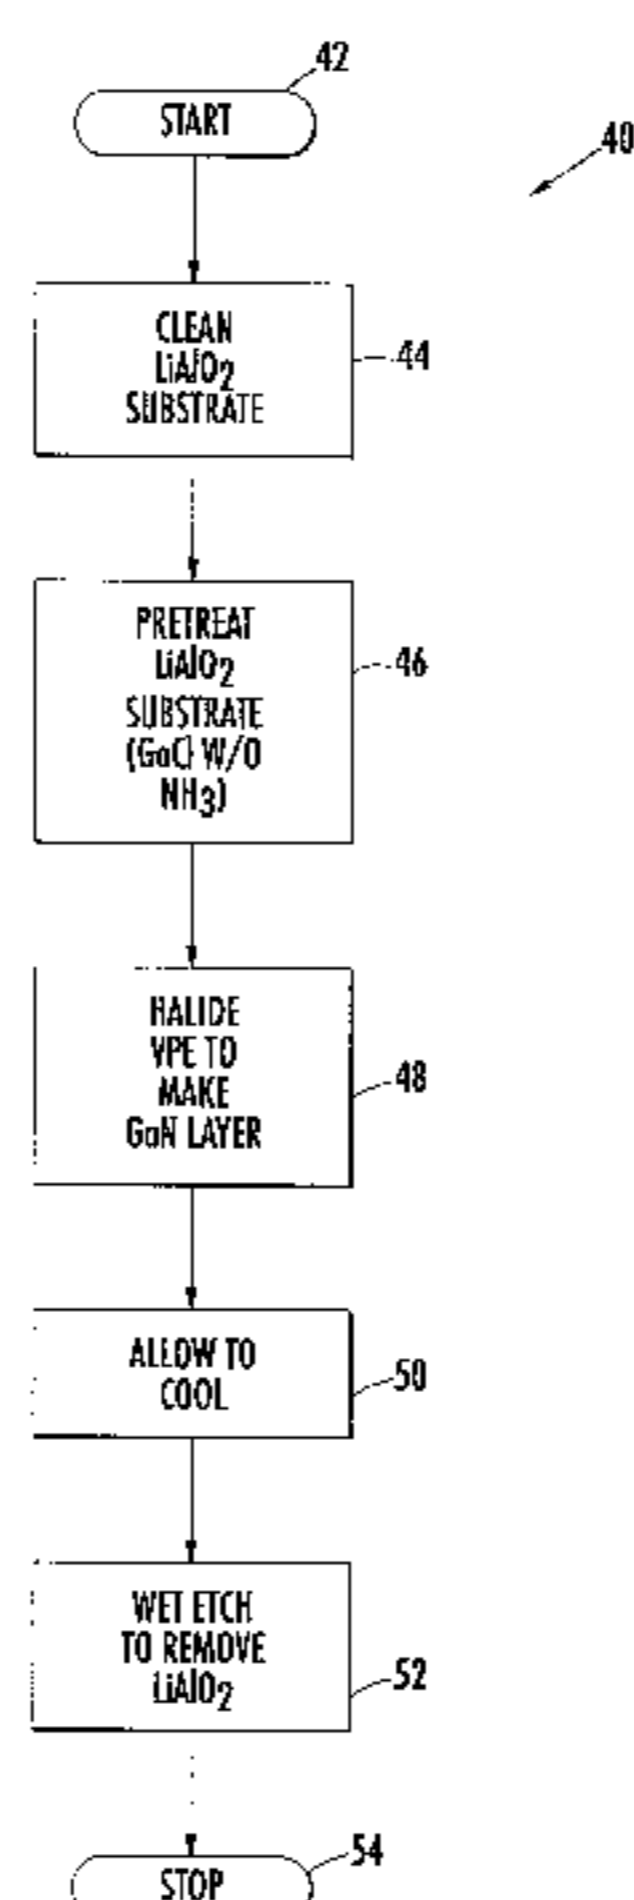 42
START
40
CLEAN
LiAlO2
SUBSTRATE
44
PRETREAT
LiAlO2
SUBSTRATE
(GaCl W/O
NH3)
46
HALIDE
VPE TO
MAKE
GaN LAYER
48
ALLOW TO
COOL
50
WET ETCH
TO REMOVE
LiAlO2
52
54
STOP